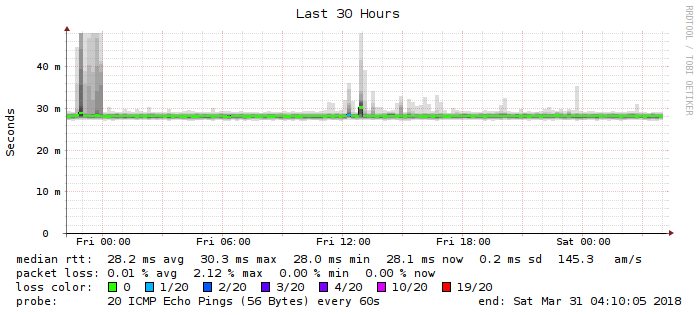 Last 30 Hours
RRDTOOL / TOBI OETIKER
Seconds
40 m
30 m
20 m
10 m
0
Fri 00:00 Fri 06:00 Fri 12:00 Fri 18:00 Sat 00:00
median rtt: 28.2 ms avg 30.3 ms max 28.0 ms min 28.1 ms now 0.2 ms sd 145.3 am/s
packet loss: 0.01 % avg 2.12 % max 0.00 % min 0.00 % now
loss color: 0 1/20 2/20 3/20 4/20 10/20 19/20
probe: 20 ICMP Echo Pings (56 Bytes) every 60s end: Sat Mar 31 04:10:05 2018